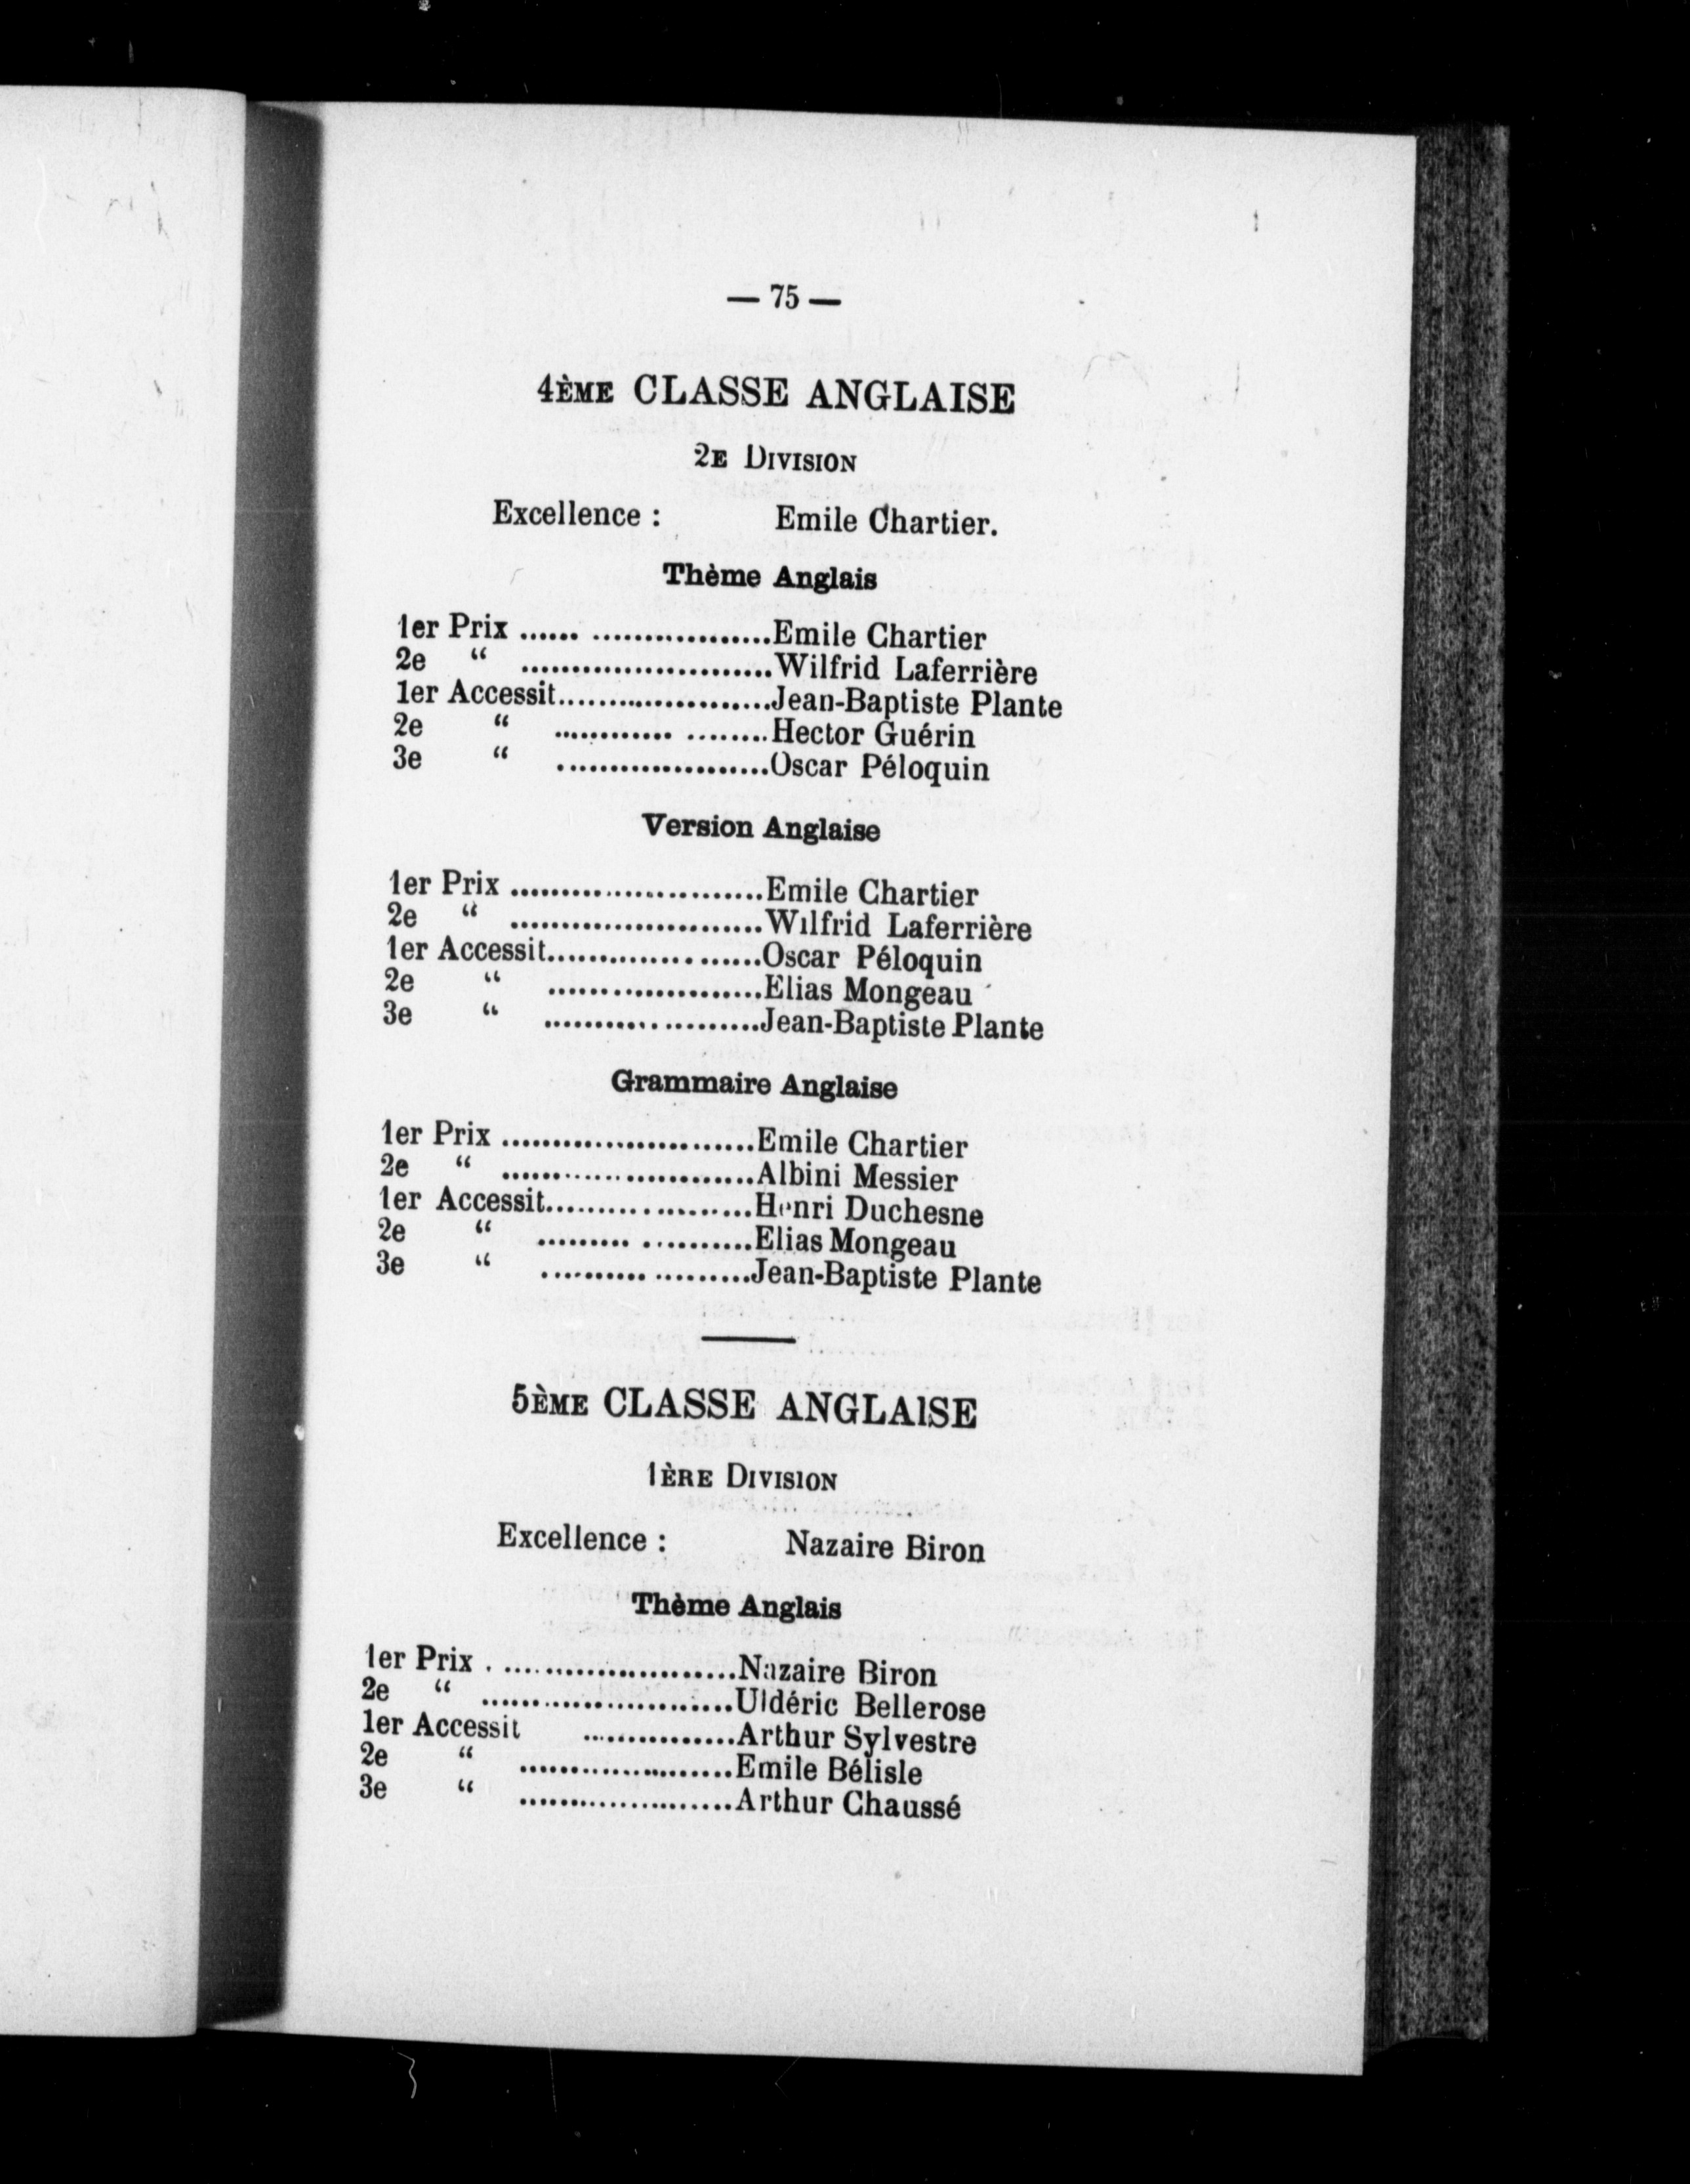 — 75 —
4ÈME CLASSE ANGLAISE
2E DIVISION
Excellence : Emile Chartier.
Thème Anglais
1er Prix ...... ..................Emile Chartier
2e “ .........................Wilfrid Laferrière
1er Accessit.....................Jean-Baptiste Plante
2e “ ............ ........Hector Guérin
3e “ .....................Oscar Péloquin
Version Anglaise
1er Prix .........................Emile Chartier
2e “ .........................Wilfrid Laferrière
1er Accessit.............. .......Oscar Péloquin
2e “ .....................Elias Mongeau
3e “ .....................Jean-Baptiste Plante
Grammaire Anglaise
1er Prix .........................Emile Chartier
2e “ .........................Albini Messier
1er Accessit....................Henri Duchesne
2e “ ......... ...........Elias Mongeau
3e “ ........... .........Jean-Baptiste Plante
5ÈME CLASSE ANGLAISE
1ÈRE DIVISION
Excellence : Nazaire Biron
Thème Anglais
1er Prix . .......................Nazaire Biron
2e “ .........................Uldéric Bellerose
1er Accessit ...............Arthur Sylvestre
2e “ .....................Emile Bélisle
3e “ .....................Arthur Chaussé